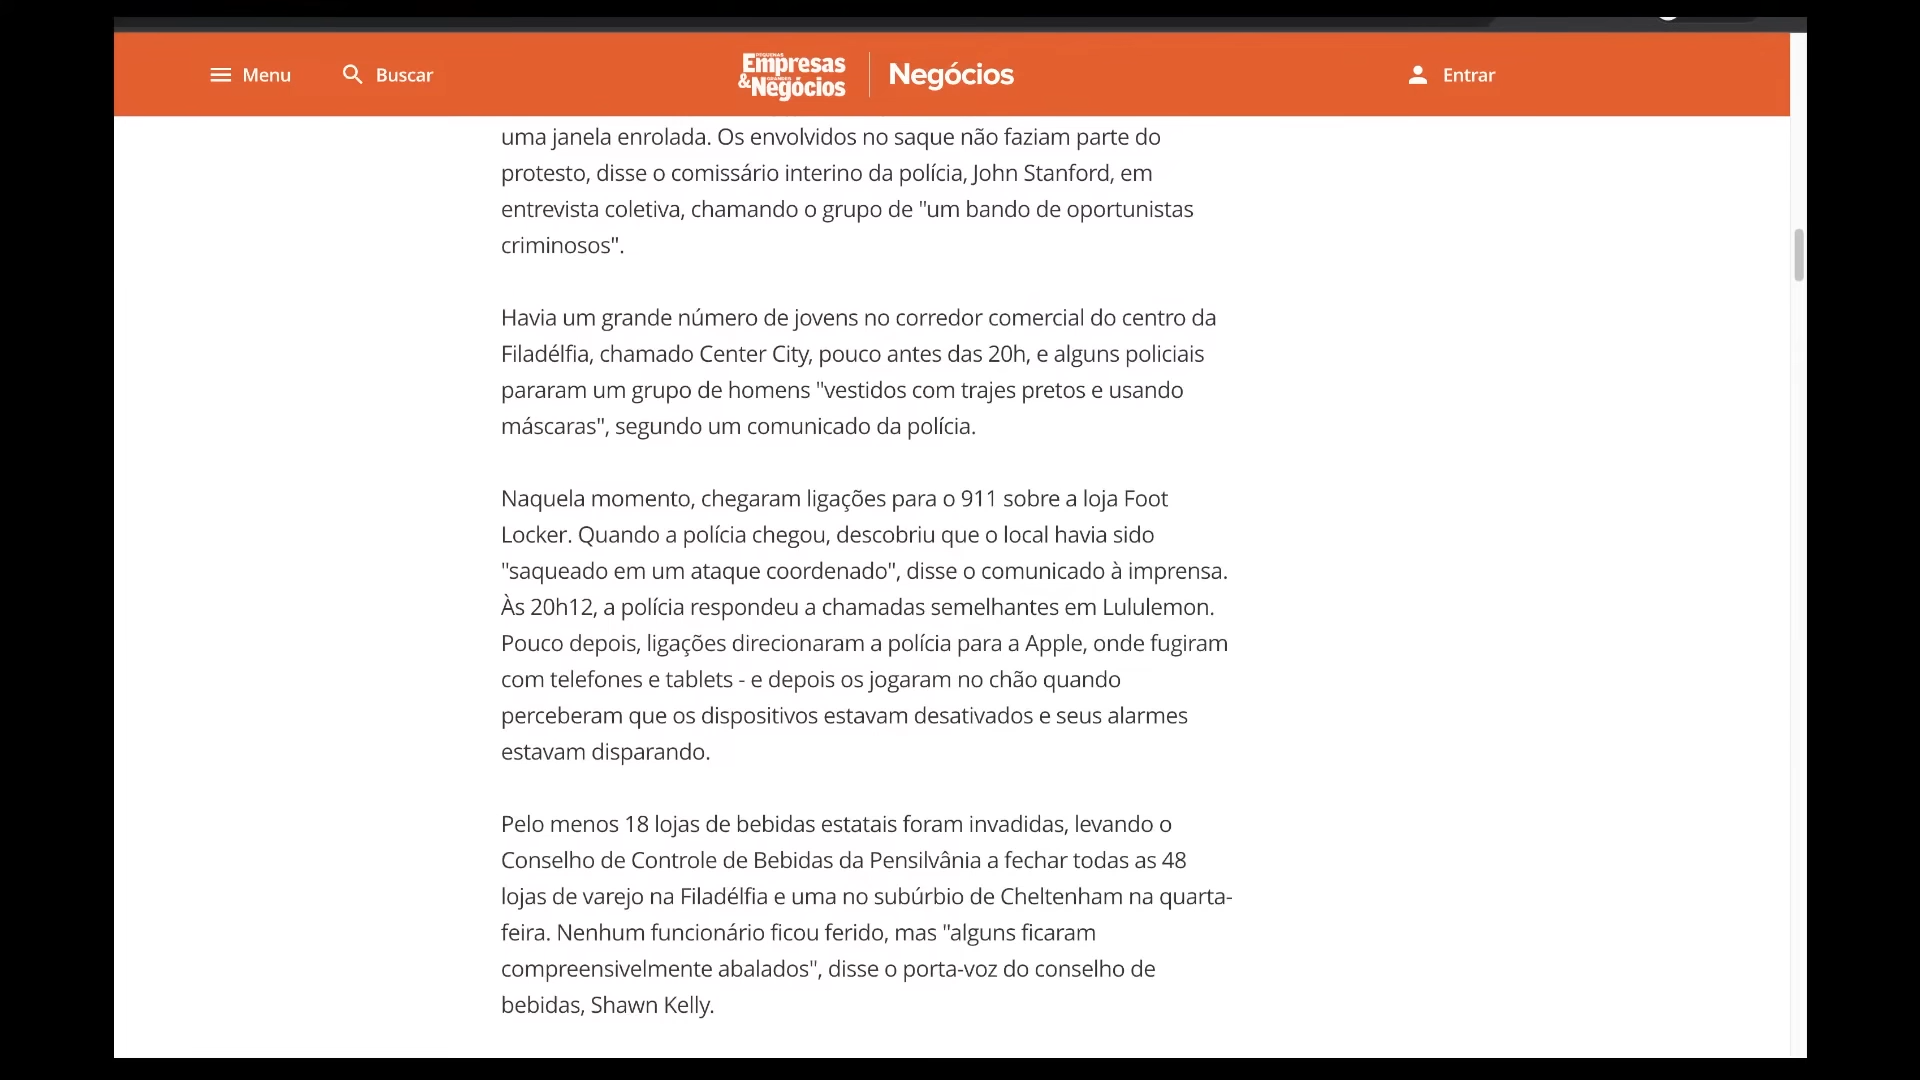 Menu
Buscar
PEQUENAS
Empresas
GRANDES
&Negócios
Negócios
Entrar
uma janela enrolada. Os envolvidos no saque não faziam parte do
protesto, disse o comissário interino da polícia, John Stanford, em
entrevista coletiva, chamando o grupo de "um bando de oportunistas
criminosos".
Havia um grande número de jovens no corredor comercial do centro da
Filadélfia, chamado Center City, pouco antes das 20h, e alguns policiais
pararam um grupo de homens "vestidos com trajes pretos e usando
máscaras", segundo um comunicado da polícia.
Naquela momento, chegaram ligações para o 911 sobre a loja Foot
Locker. Quando a polícia chegou, descobriu que o local havia sido
"saqueado em um ataque coordenado", disse o comunicado à imprensa.
Às 20h12, a polícia respondeu a chamadas semelhantes em Lululemon.
Pouco depois, ligações direcionaram a polícia para a Apple, onde fugiram
com telefones e tablets - e depois os jogaram no chão quando
perceberam que os dispositivos estavam desativados e seus alarmes
estavam disparando.
Pelo menos 18 lojas de bebidas estatais foram invadidas, levando o
Conselho de Controle de Bebidas da Pensilvânia a fechar todas as 48
lojas de varejo na Filadélfia e uma no subúrbio de Cheltenham na quarta-
feira. Nenhum funcionário ficou ferido, mas "alguns ficaram
compreensivelmente abalados", disse o porta-voz do conselho de
bebidas, Shawn Kelly.